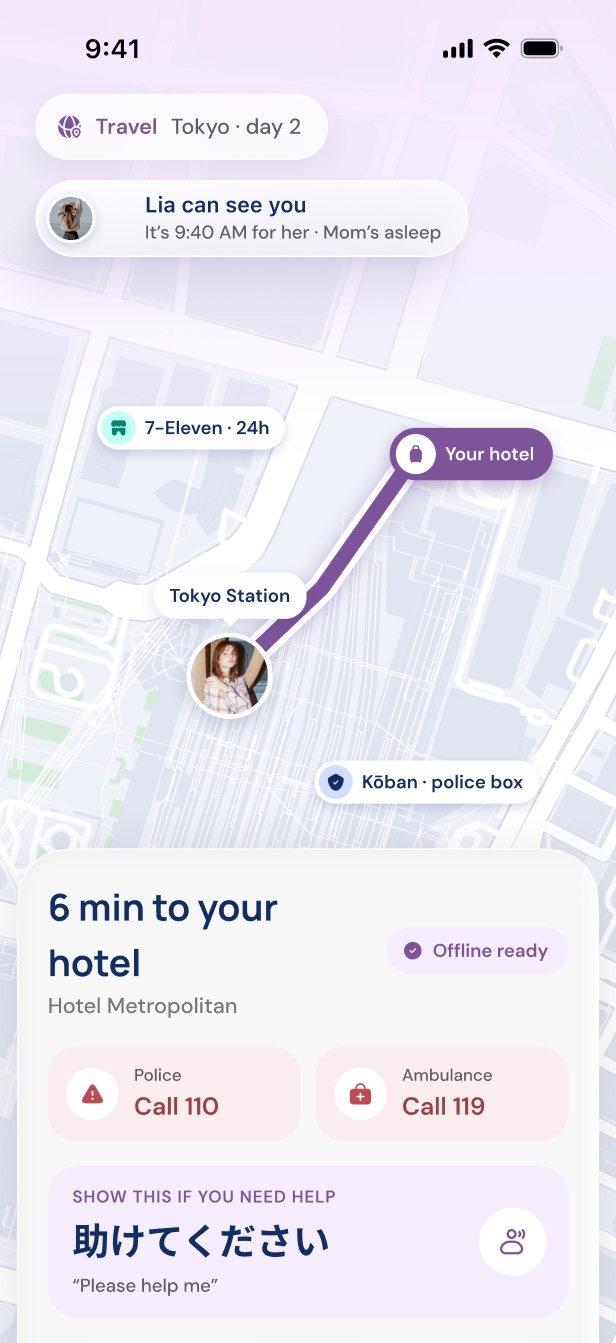 9:41
Travel Tokyo · day 2
Lia can see you
It's 9:40 AM for her · Mom's asleep
7-Eleven · 24h
Your hotel
Tokyo Station
Kōban · police box
6 min to your
hotel
Offline ready
Hotel Metropolitan
Police
Call 110
Ambulance
Call 119
SHOW THIS IF YOU NEED HELP
助けてください
“Please help me”